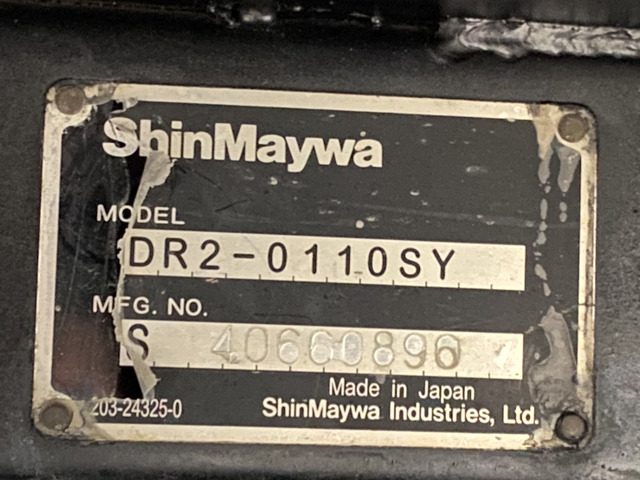 ShinMaywa
MODEL
DR2-0110SY
MFG. NO.
S 40660896
Made in Japan
203-24325-0
ShinMaywa Industries, Ltd.